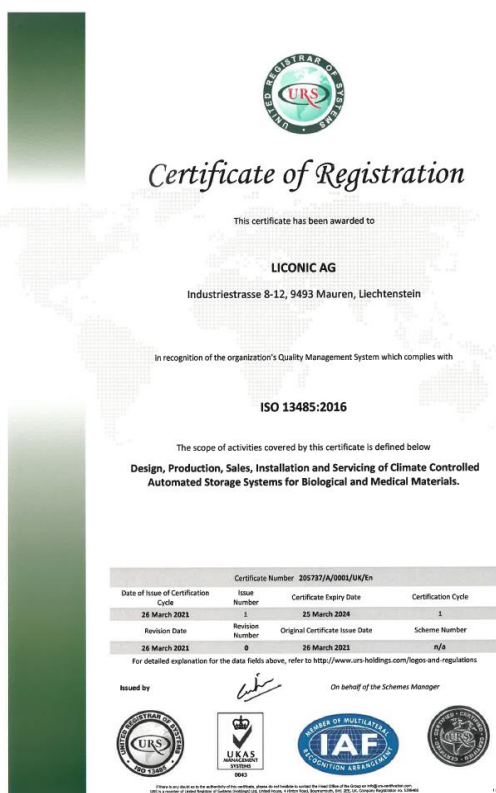 UNITED REGISTRAR OF SYSTEMS
URS
Certificate of Registration
This certificate has been awarded to
LICONIC AG
Industriestrasse 8-12, 9493 Mauren, Liechtenstein
In recognition of the organization's Quality Management System which complies with
ISO 13485:2016
The scope of activities covered by this certificate is defined below
Design, Production, Sales, Installation and Servicing of Climate Controlled
Automated Storage Systems for Biological and Medical Materials.
Certificate Number 205737/A/0001/UK/En
Date of Issue of Certification Cycle
Issue Number
Certificate Expiry Date
Certification Cycle
26 March 2021
1
25 March 2024
1
Revision Date
Revision Number
Original Certificate Issue Date
Scheme Number
26 March 2021
0
26 March 2021
n/a
For detailed explanation for the data fields above, refer to http://www.urs-holdings.com/logos-and-regulations
Issued by
On behalf of the Schemes Manager
UNITED REGISTRAR OF SYSTEMS
URS
ISO 13485
UKAS
MANAGEMENT
SYSTEMS
0043
MEMBER OF MULTILATERAL
IAF
RECOGNITION ARRANGEMENT
URS